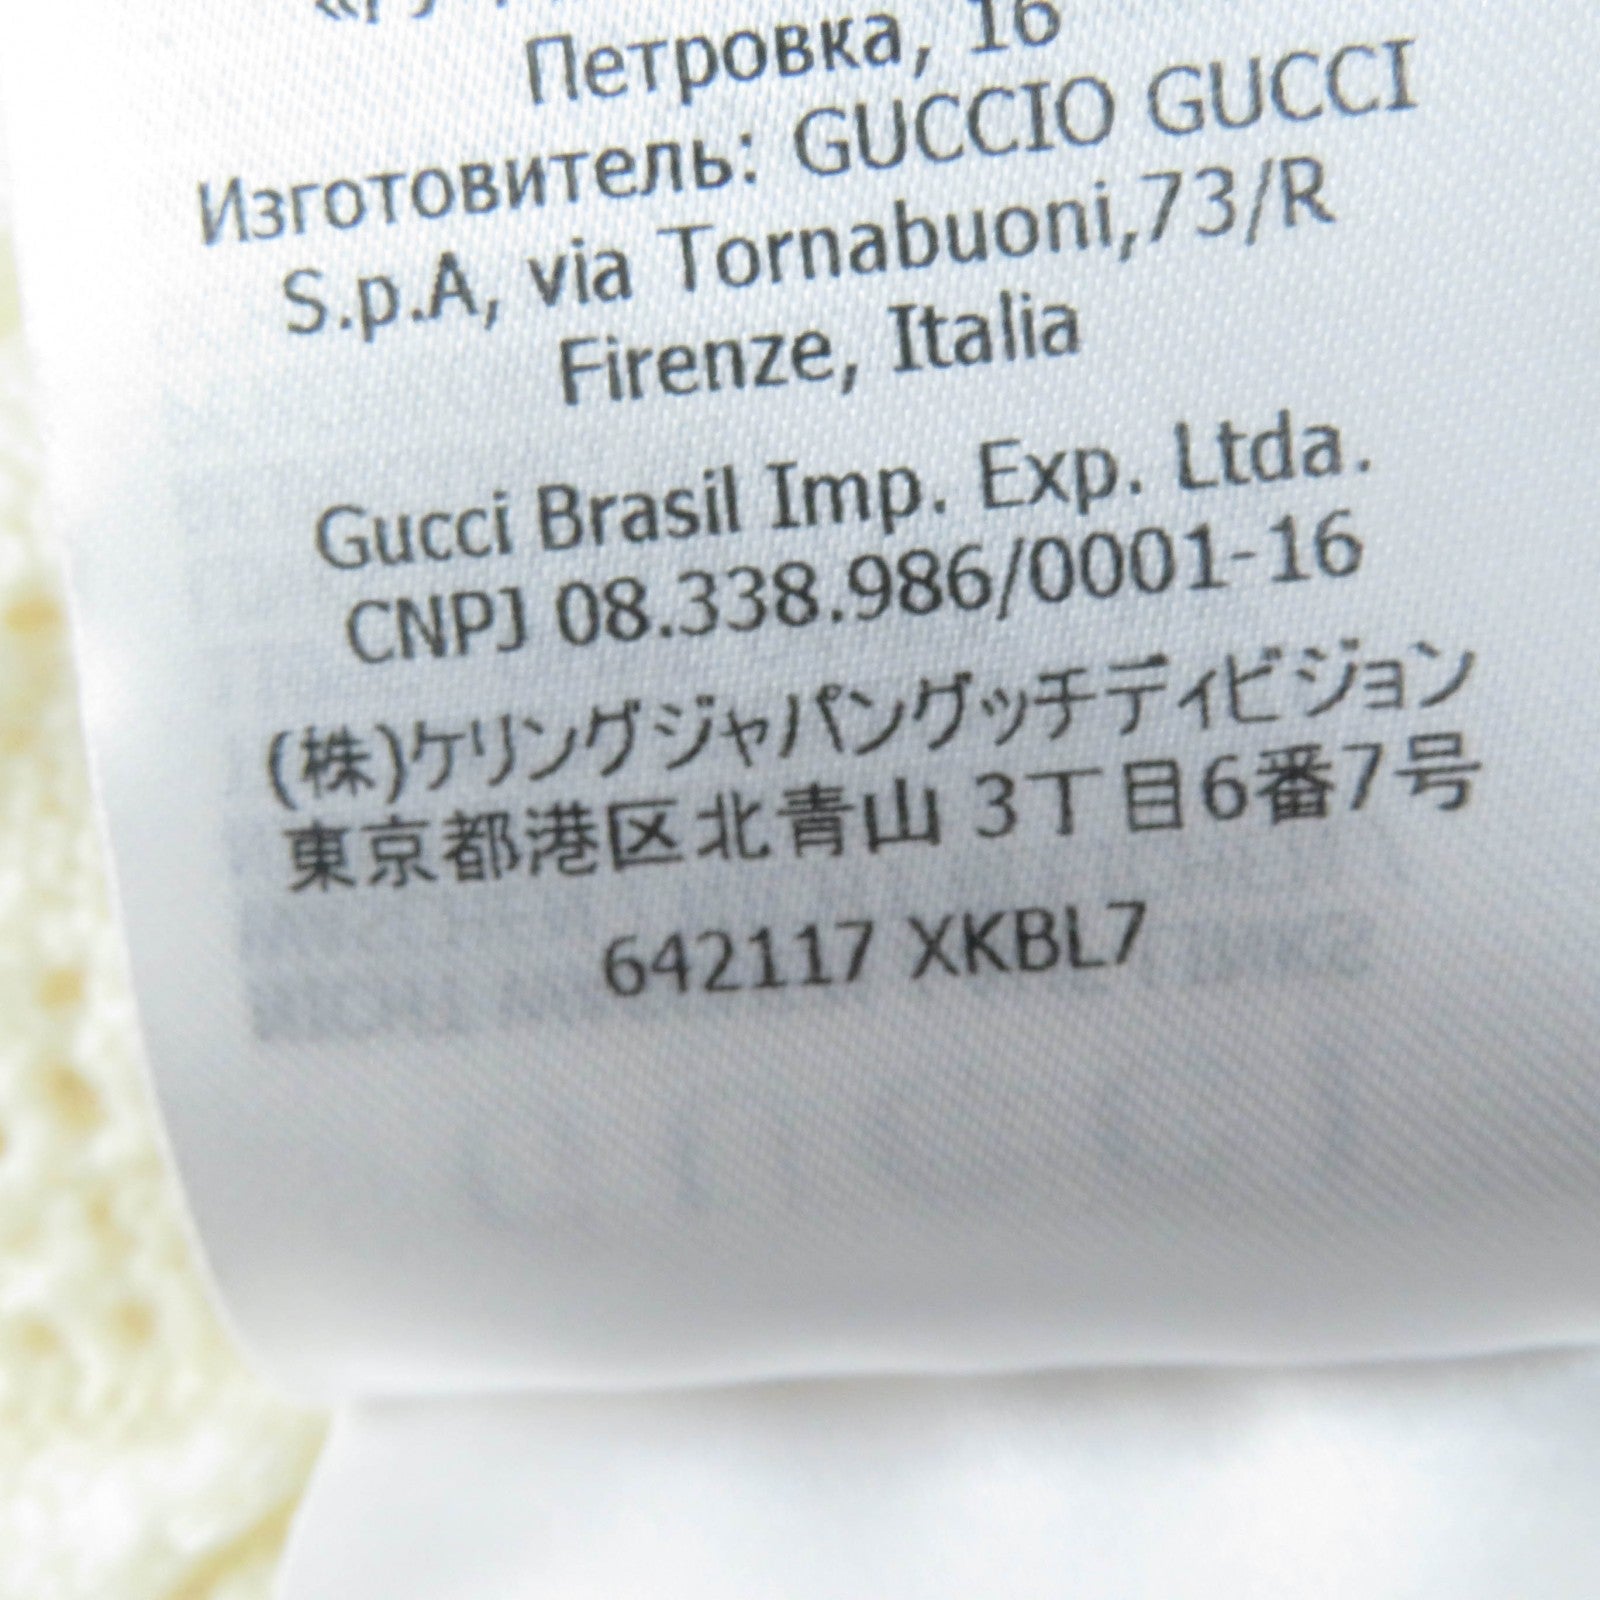 Петровка, 16
Изготовитель: GUCCIO GUCCI
S.p.A, via Tornabuoni,73/R
Firenze, Italia
Gucci Brasil Imp. Exp. Ltda.
CNPJ 08.338.986/0001-16
(株)ケリングジャパングッチディビジョン
東京都港区北青山 3丁目6番7号
642117 XKBL7